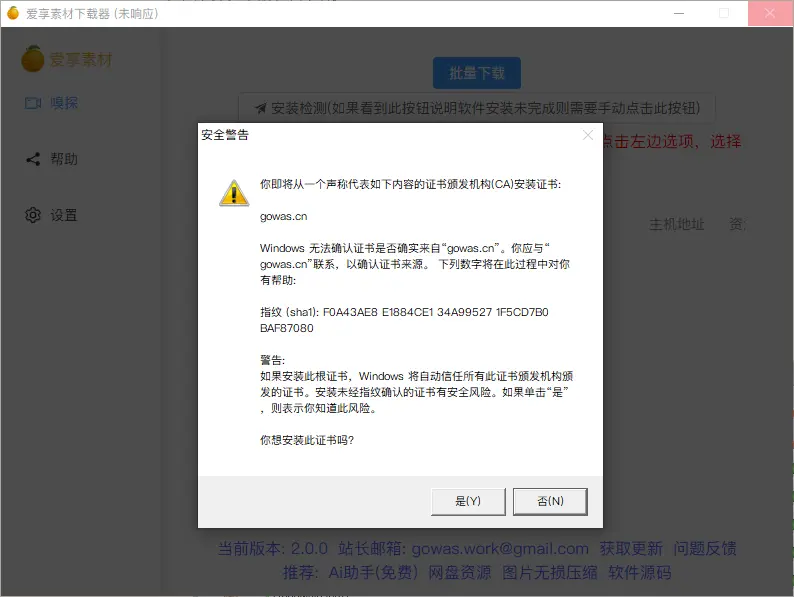 爱享素材下载器 (未响应)
爱享素材
嗅探
帮助
设置
批量下载
安装检测(如果看到此按钮说明软件安装未完成则需要手动点击此按钮)
点击左边选项，选择
主机地址 资
安全警告
你即将从一个声称代表如下内容的证书颁发机构(CA)安装证书:
gowas.cn
Windows 无法确认证书是否确实来自“gowas.cn”。你应与“
gowas.cn”联系，以确认证书来源。 下列数字将在此过程中对你
有帮助:
指纹 (sha1): F0A43AE8 E1884CE1 34A99527 1F5CD7B0
BAF87080
警告:
如果安装此根证书，Windows 将自动信任所有此证书颁发机构颁
发的证书。安装未经指纹确认的证书有安全风险。如果单击“是”
，则表示你知道此风险。
你想安装此证书吗?
是(Y) 否(N)
当前版本: 2.0.0 站长邮箱: gowas.work@gmail.com 获取更新 问题反馈
推荐: Ai助手(免费) 网盘资源 图片无损压缩 软件源码